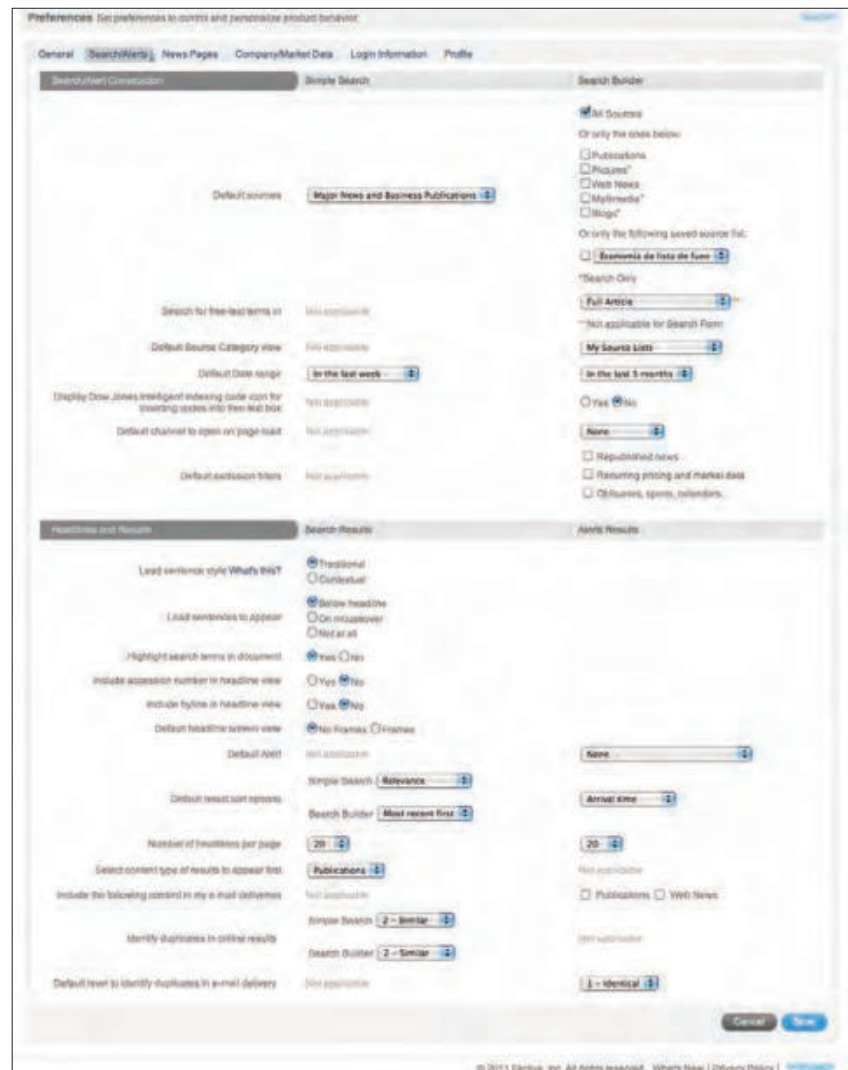 Preferences Set preferences to control and personalize product behavior.
General Search/Alerts News Pages Company/Market Data Login Information Profile
Search/Alert Construction Simple Search Search Builder
All Sources
Or only the ones below:
Publications
Pictures*
Web News
Myltimedia*
Blogs*
Default sources Major News and Business Publications
Or only the following saved source list:
Economía de lista de fuen
*Search Only
Search for free-text terms in Not applicable Full Article **
**Not applicable for Search Form
Default Source Category view Not applicable My Source Lists
Default Date range In the last week In the last 3 months
Display Dow Jones Intelligent Indexing code icon for
inserting codes into free-text box Not applicable Yes No
Default channel to open on page load Not applicable None
Republished news
Default exclusion filters Not applicable Recurring pricing and market data
Obituaries, sports, calendars...
Headlines and Results Search Results Alerts Results
Lead sentence style What's this? Traditional
Contextual
Lead sentences to appear Below headline
On mouseover
Not at all
Highlight search terms in document Yes No
Include accession number in headline view Yes No
Include byline in headline view Yes No
Default headline screen view No Frames Frames
Default Alert Not applicable None
Default result sort options Simple Search Relevance Arrival time
Search Builder Most recent first
Number of headlines per page 20 20
Select content type of results to appear first Publications Not applicable
Include the following content in my e-mail deliveries Not applicable Publications Web News
Identify duplicates in online results Simple Search 2 - Similar Not applicable
Search Builder 2 - Similar
Default level to identify duplicates in e-mail delivery Not applicable 1 - Identical
Cancel Save
© 2011 Factiva, Inc. All rights reserved. What's New | Privacy Policy |